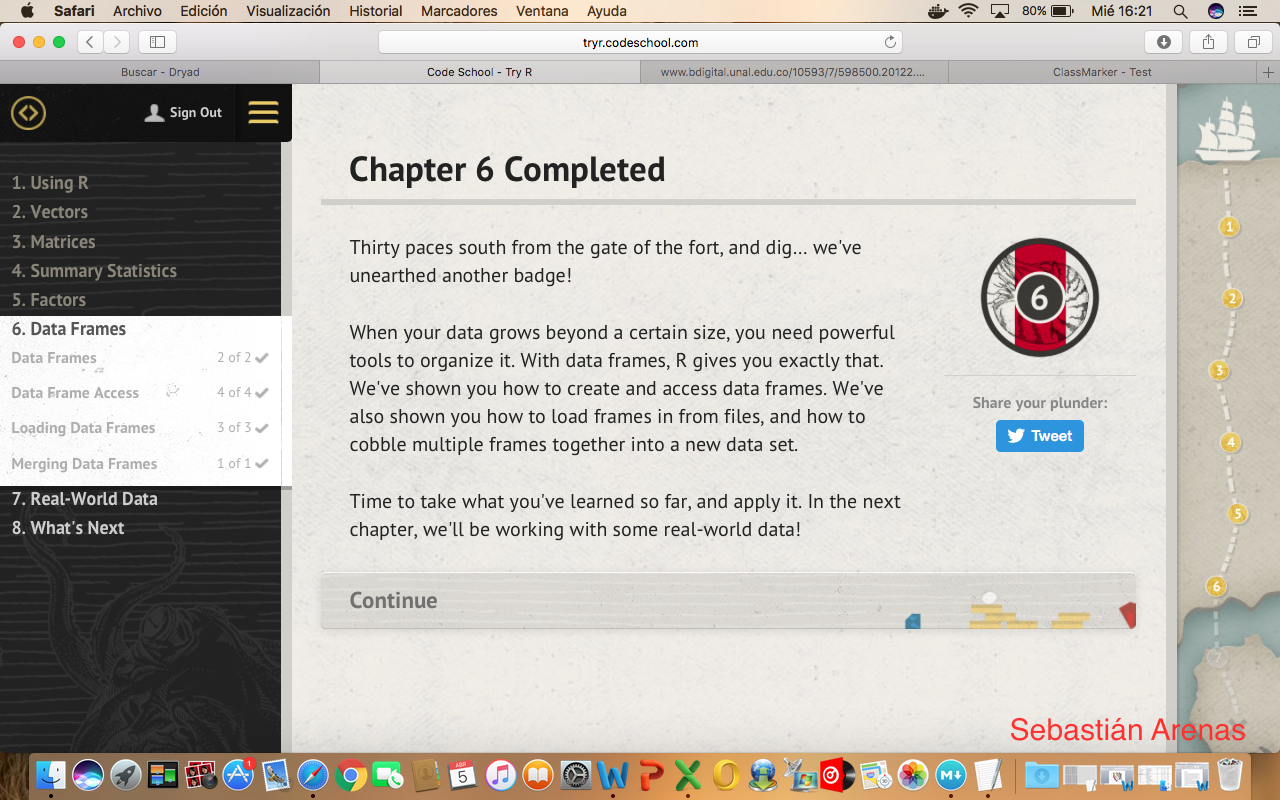 Safari Archivo Edición Visualización Historial Marcadores Ventana Ayuda 80% Mié 16:21
tryr.codeschool.com
Buscar - Dryad Code School - Try R www.bdigital.unal.edu.co/10593/7/598500.20122.... ClassMarker - Test
Sign Out
1. Using R
2. Vectors
3. Matrices
4. Summary Statistics
5. Factors
6. Data Frames
Data Frames 2 of 2
Data Frame Access 4 of 4
Loading Data Frames 3 of 3
Merging Data Frames 1 of 1
7. Real-World Data
8. What's Next
Chapter 6 Completed
Thirty paces south from the gate of the fort, and dig... we've
unearthed another badge!
When your data grows beyond a certain size, you need powerful
tools to organize it. With data frames, R gives you exactly that.
We've shown you how to create and access data frames. We've
also shown you how to load frames in from files, and how to
cobble multiple frames together into a new data set.
Time to take what you've learned so far, and apply it. In the next
chapter, we'll be working with some real-world data!
Continue
6
Share your plunder:
Tweet
1
2
3
4
5
6
7
Sebastián Arenas
1
ABR
5
W P X O
M